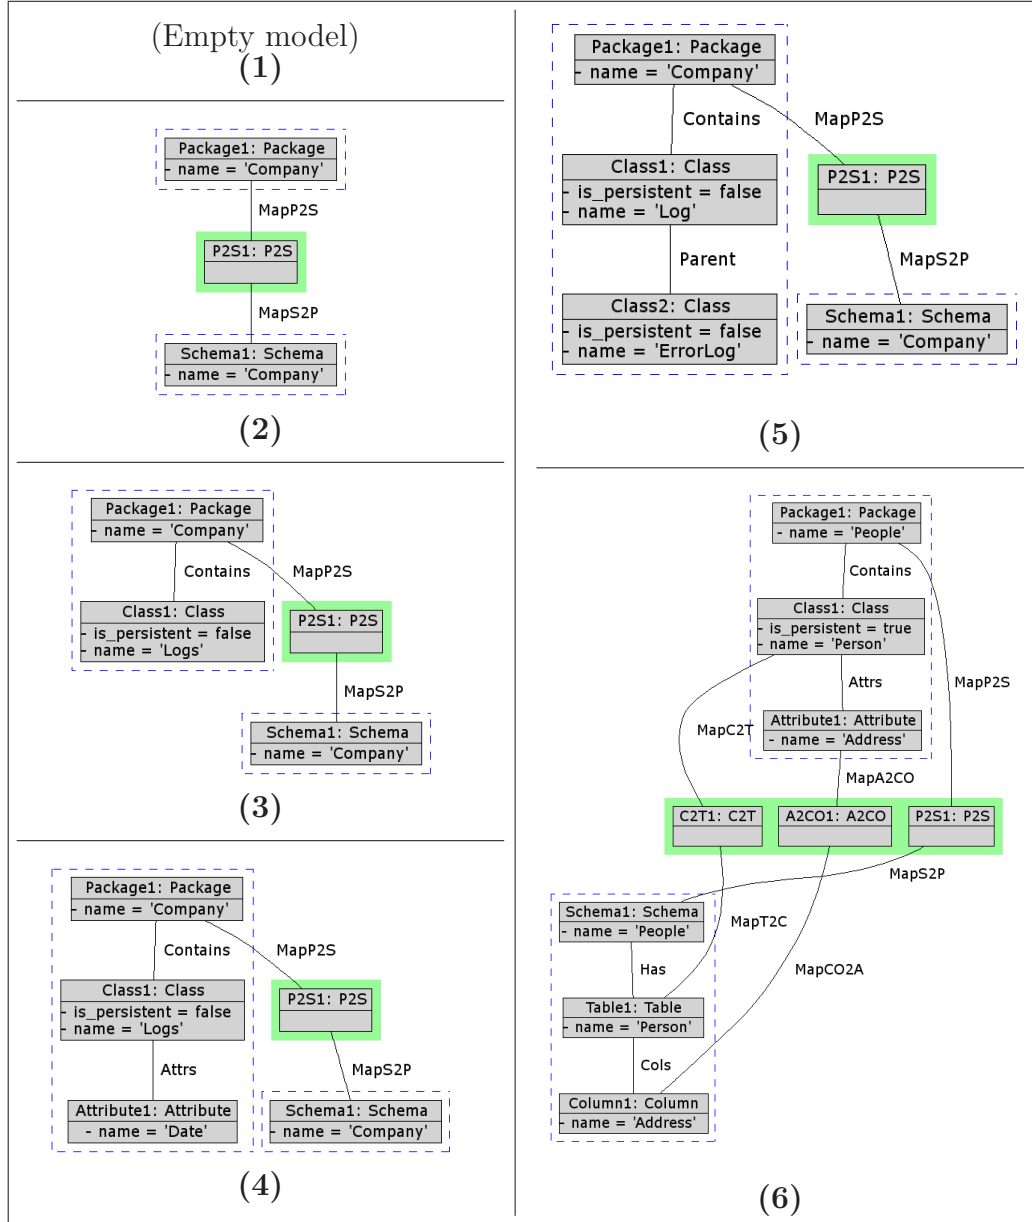 (Empty model)
(1)
Package1: Package
- name = 'Company'
MapP2S
P2S1: P2S
MapS2P
Schema1: Schema
- name = 'Company'
(2)
Package1: Package
- name = 'Company'
Contains
MapP2S
Class1: Class
- is_persistent = false
- name = 'Logs'
P2S1: P2S
MapS2P
Schema1: Schema
- name = 'Company'
(3)
Package1: Package
- name = 'Company'
Contains
MapP2S
Class1: Class
- is_persistent = false
- name = 'Logs'
P2S1: P2S
Attrs
MapS2P
Attribute1: Attribute
- name = 'Date'
Schema1: Schema
- name = 'Company'
(4)
Package1: Package
- name = 'Company'
Contains
MapP2S
Class1: Class
- is_persistent = false
- name = 'Log'
P2S1: P2S
Parent
MapS2P
Class2: Class
- is_persistent = false
- name = 'ErrorLog'
Schema1: Schema
- name = 'Company'
(5)
Package1: Package
- name = 'People'
Contains
Class1: Class
- is_persistent = true
- name = 'Person'
Attrs
MapP2S
MapC2T
Attribute1: Attribute
- name = 'Address'
MapA2CO
C2T1: C2T
A2CO1: A2CO
P2S1: P2S
MapS2P
Schema1: Schema
- name = 'People'
MapT2C
Has
MapCO2A
Table1: Table
- name = 'Person'
Cols
Column1: Column
- name = 'Address'
(6)